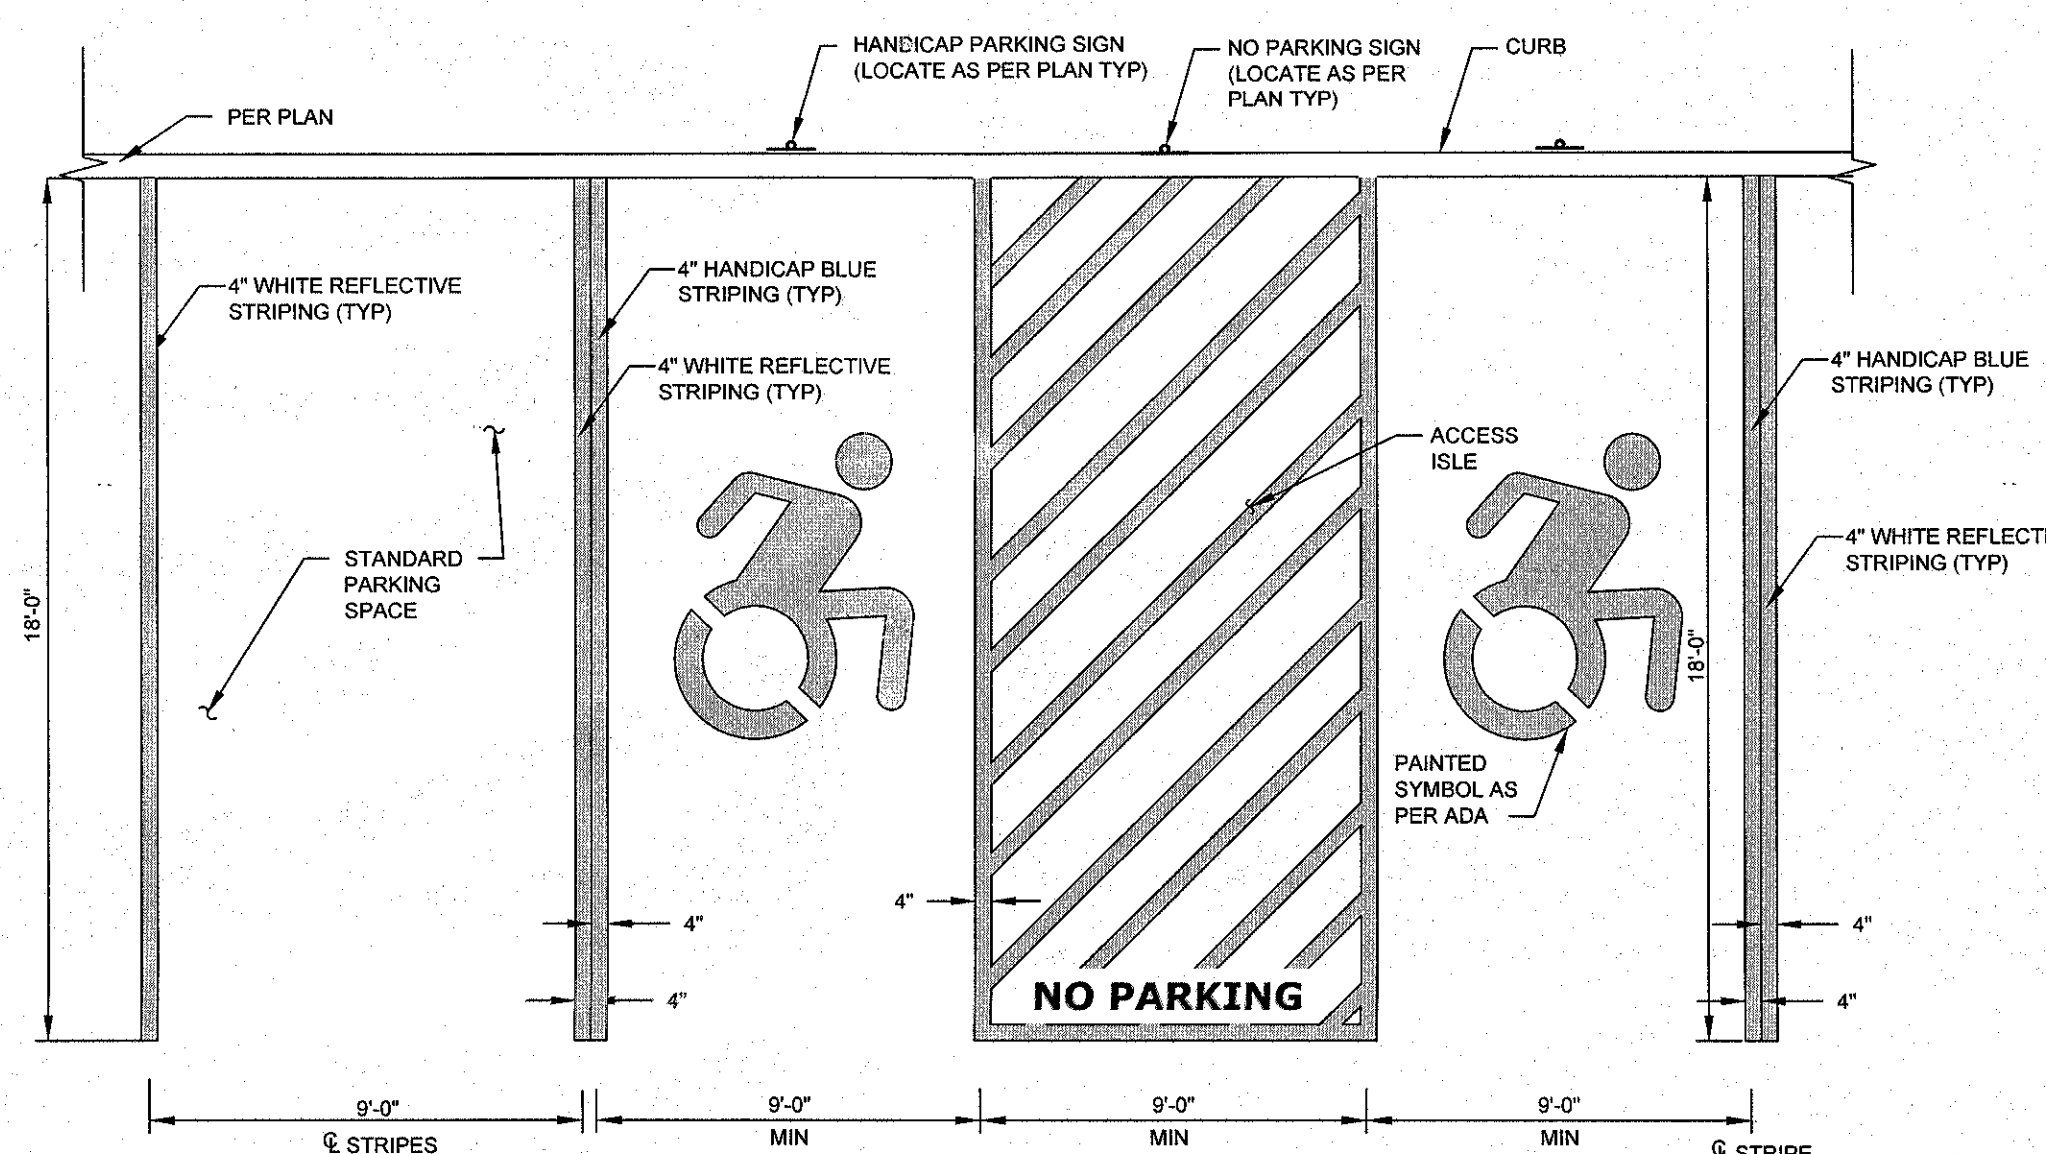 HANDICAP PARKING SIGN
(LOCATE AS PER PLAN TYP)
NO PARKING SIGN
(LOCATE AS PER
PLAN TYP)
CURB
PER PLAN
4" WHITE REFLECTIVE
STRIPING (TYP)
4" HANDICAP BLUE
STRIPING (TYP)
4" WHITE REFLECTIVE
STRIPING (TYP)
4" HANDICAP BLUE
STRIPING (TYP)
ACCESS
ISLE
4" WHITE REFLECTI
STRIPING (TYP)
STANDARD
PARKING
SPACE
18'-0"
18'-0"
PAINTED
SYMBOL AS
PER ADA
4"
4"
4"
4"
4"
NO PARKING
9'-0"
℄ STRIPES
9'-0"
MIN
9'-0"
MIN
9'-0"
MIN
℄ STRIPE